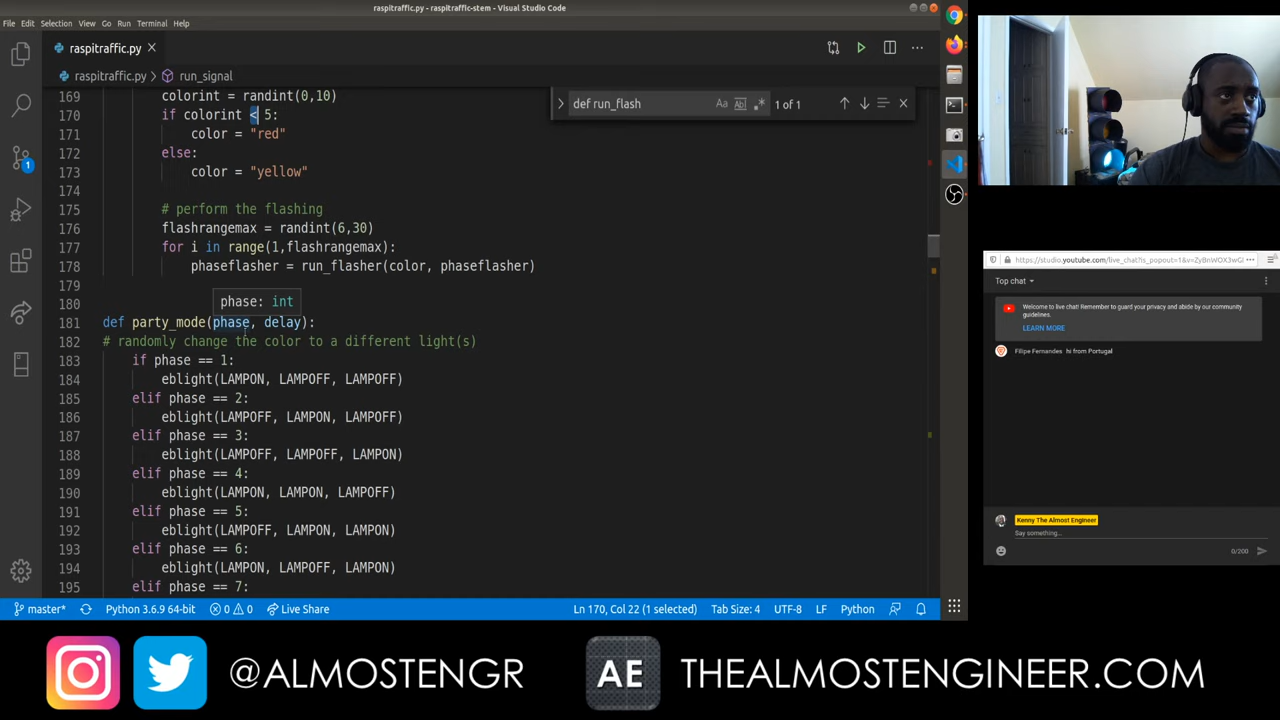 raspitraffic.py - raspitraffic-stem - Visual Studio Code
File Edit Selection View Go Run Terminal Help
raspitraffic.py
raspitraffic.py > run_signal
def run_flash
Aa
1 of 1
169 colorint = randint(0,10)
170 if colorint < 5:
171 color = "red"
172 else:
173 color = "yellow"
174
175 # perform the flashing
176 flashrangemax = randint(6,30)
177 for i in range(1,flashrangemax):
178 phaseflasher = run_flasher(color, phaseflasher)
179
phase: int
180
181 def party_mode(phase, delay):
182 # randomly change the color to a different light(s)
183 if phase == 1:
184 eblight(LAMPON, LAMPOFF, LAMPOFF)
185 elif phase == 2:
186 eblight(LAMPOFF, LAMPON, LAMPOFF)
187 elif phase == 3:
188 eblight(LAMPOFF, LAMPOFF, LAMPON)
189 elif phase == 4:
190 eblight(LAMPON, LAMPON, LAMPOFF)
191 elif phase == 5:
192 eblight(LAMPOFF, LAMPON, LAMPON)
193 elif phase == 6:
194 eblight(LAMPON, LAMPOFF, LAMPON)
195 elif phase == 7:
1
master* Python 3.6.9 64-bit 0 0 Live Share Ln 170, Col 22 (1 selected) Tab Size: 4 UTF-8 LF Python
Top chat
Welcome to live chat! Remember to guard your privacy and abide by our community
guidelines.
LEARN MORE
Filipe Fernandes hi from Portugal
Kenny The Almost Engineer
Say something...
0/200
@ALMOSTENGR AE THEALMOSTENGINEER.COM